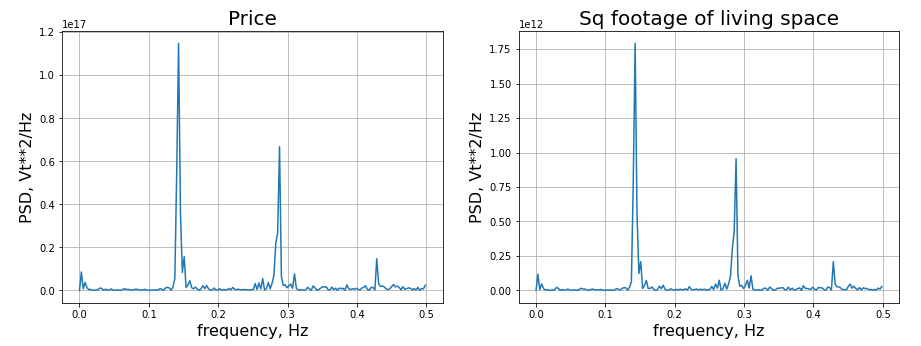 Price
1e17
1.2
1.0
0.8
0.6
0.4
0.2
0.0
PSD, Vt**2/Hz
0.0 0.1 0.2 0.3 0.4 0.5
frequency, Hz
Sq footage of living space
1e12
1.75
1.50
1.25
1.00
0.75
0.50
0.25
0.00
PSD, Vt**2/Hz
0.0 0.1 0.2 0.3 0.4 0.5
frequency, Hz